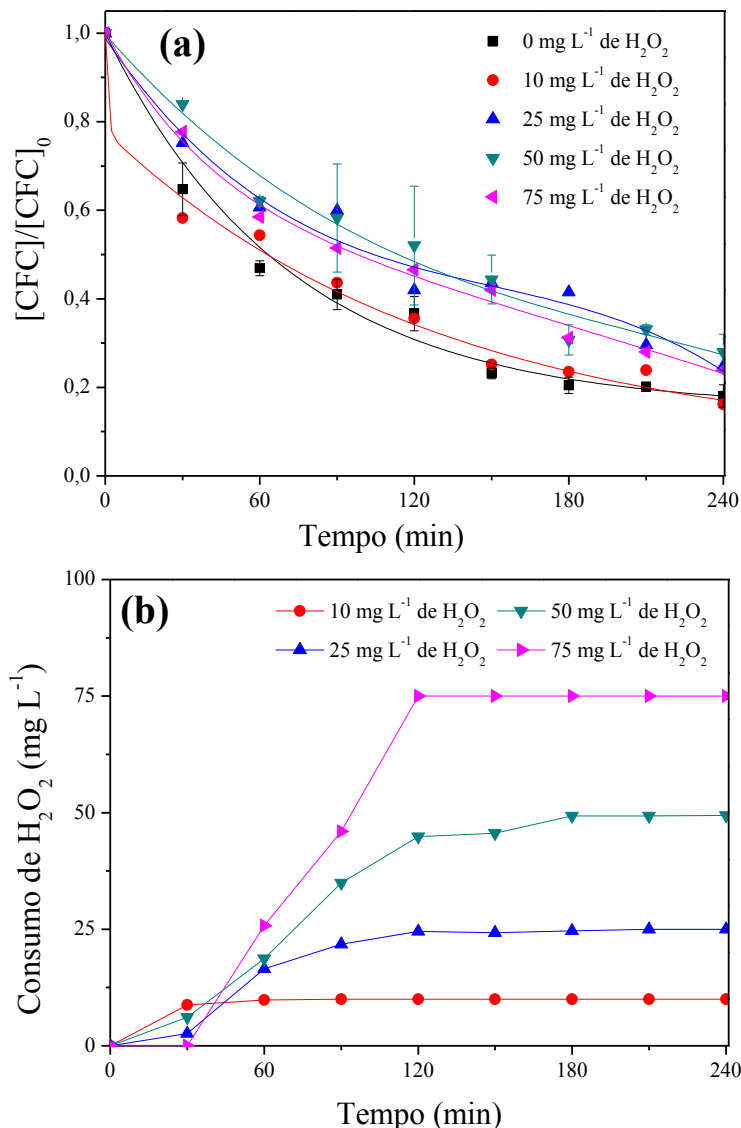 (a)
1,0
0,8
0,6
0,4
0,2
0,0
[CFC]/[CFC]₀
0 mg L⁻¹ de H₂O₂
10 mg L⁻¹ de H₂O₂
25 mg L⁻¹ de H₂O₂
50 mg L⁻¹ de H₂O₂
75 mg L⁻¹ de H₂O₂
0 60 120 180 240
Tempo (min)
(b)
100
75
50
25
0
Consumo de H₂O₂ (mg L⁻¹)
10 mg L⁻¹ de H₂O₂ 50 mg L⁻¹ de H₂O₂
25 mg L⁻¹ de H₂O₂ 75 mg L⁻¹ de H₂O₂
0 60 120 180 240
Tempo (min)